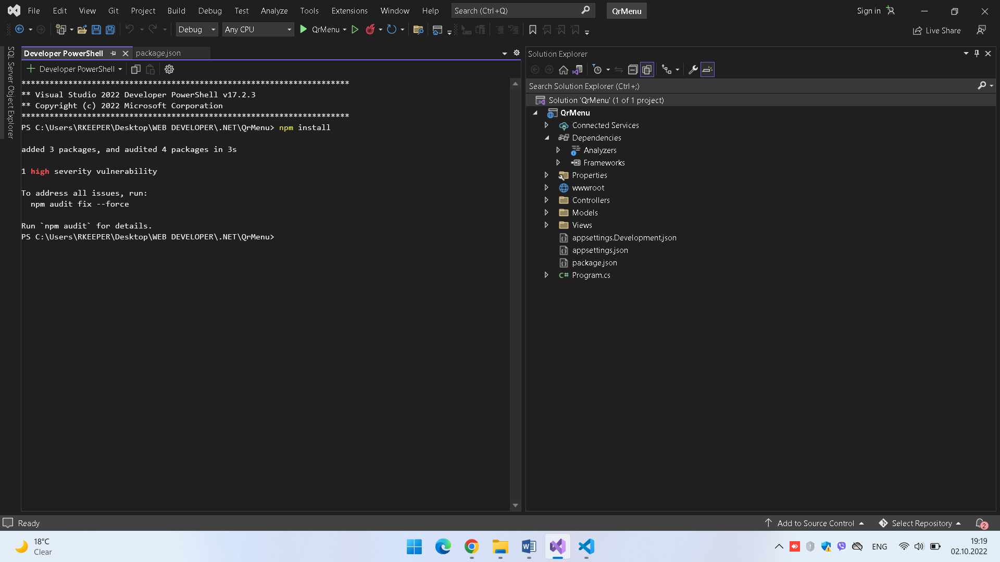 File Edit View Git Project Build Debug Test Analyze Tools Extensions Window Help Search (Ctrl+Q) QrMenu Sign in
Debug Any CPU QrMenu Live Share
SQL Server Object Explorer
Developer PowerShell package.json
Developer PowerShell
**********************************************************************
** Visual Studio 2022 Developer PowerShell v17.2.3
** Copyright (c) 2022 Microsoft Corporation
**********************************************************************
PS C:\Users\RKEEPER\Desktop\WEB DEVELOPER\.NET\QrMenu> npm install
added 3 packages, and audited 4 packages in 3s
1 high severity vulnerability
To address all issues, run:
npm audit fix --force
Run `npm audit` for details.
PS C:\Users\RKEEPER\Desktop\WEB DEVELOPER\.NET\QrMenu>
Solution Explorer
Search Solution Explorer (Ctrl+;)
Solution 'QrMenu' (1 of 1 project)
QrMenu
Connected Services
Dependencies
Analyzers
Frameworks
Properties
wwwroot
Controllers
Models
Views
appsettings.Development.json
appsettings.json
package.json
C# Program.cs
Ready Add to Source Control Select Repository 2
18°C
Clear
ENG
19:19
02.10.2022